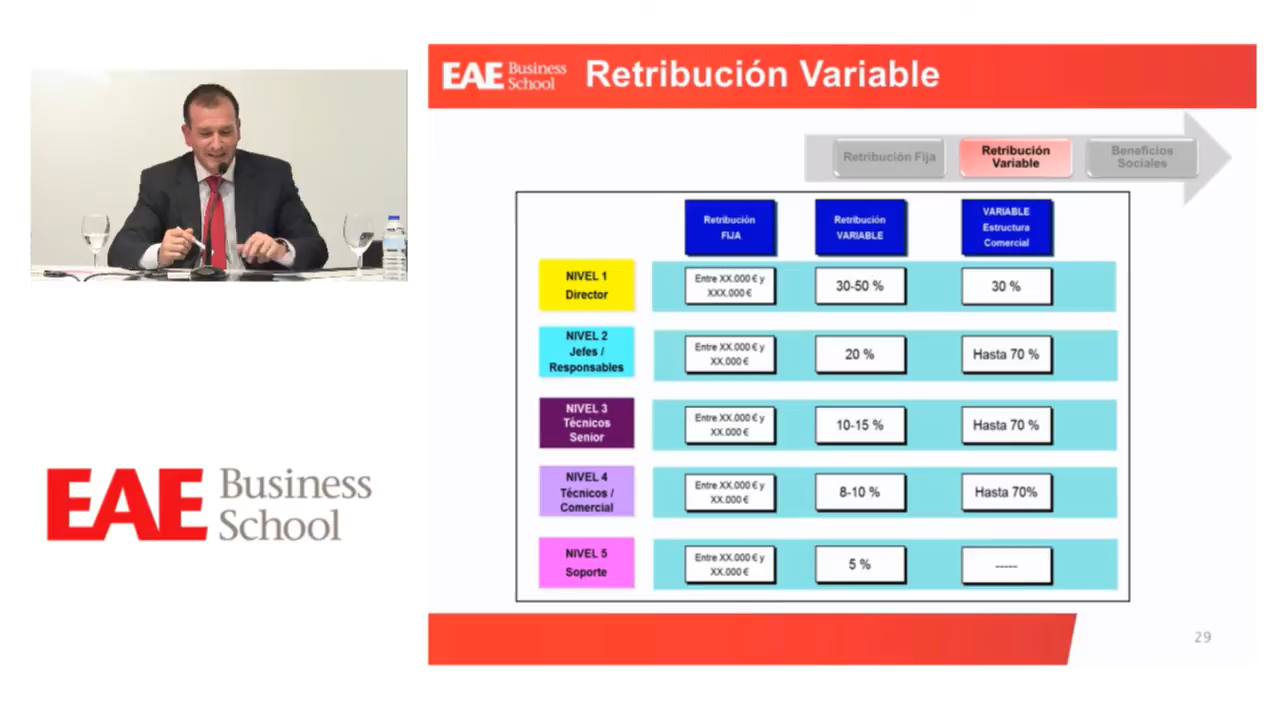 EAE Business School
Retribución Variable
Retribución Fija
Retribución Variable
Beneficios Sociales
Retribución FIJA
Retribución VARIABLE
VARIABLE Estructura Comercial
NIVEL 1
Director
Entre XX.000 € y
XXX.000 €
30-50 %
30 %
NIVEL 2
Jefes /
Responsables
Entre XX.000 € y
XX.000 €
20 %
Hasta 70 %
NIVEL 3
Técnicos
Senior
Entre XX.000 € y
XX.000 €
10-15 %
Hasta 70 %
NIVEL 4
Técnicos /
Comercial
Entre XX.000 € y
XX.000 €
8-10 %
Hasta 70%
NIVEL 5
Soporte
Entre XX.000 € y
XX.000 €
5 %
-----
29
EAE Business
School